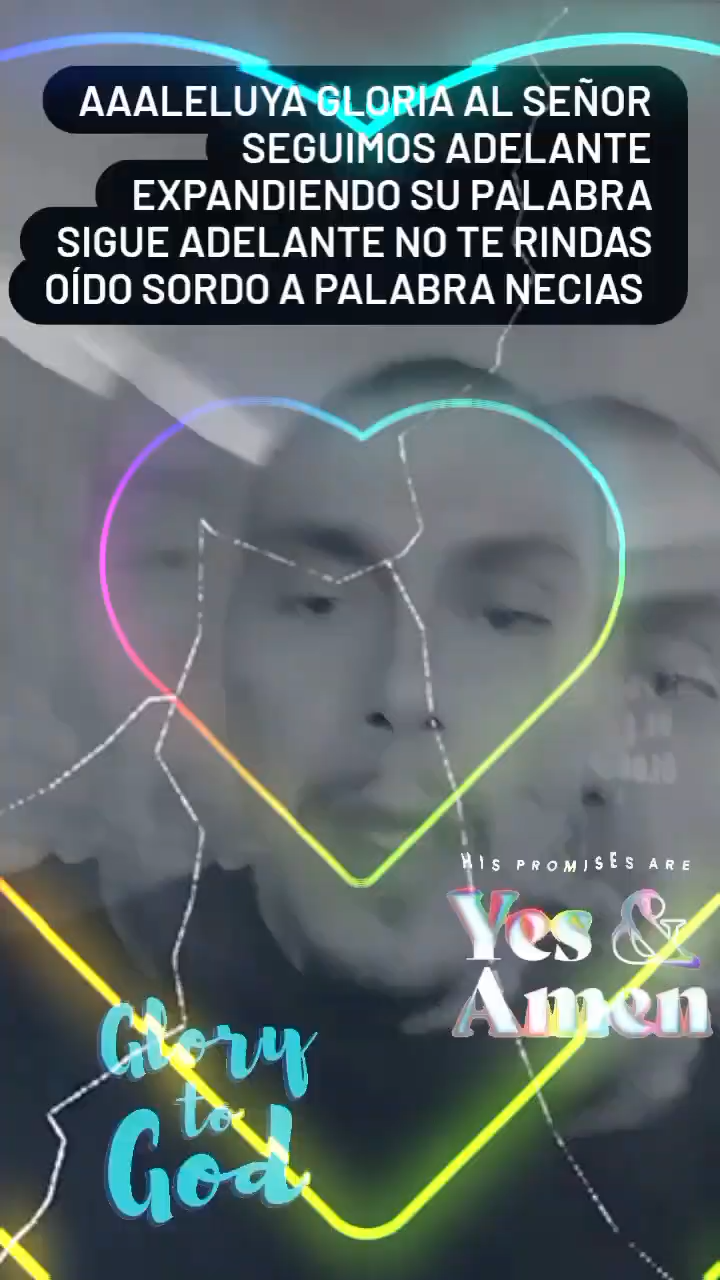 AAALELUYA GLORIA AL SEÑOR
SEGUIMOS ADELANTE
EXPANDIENDO SU PALABRA
SIGUE ADELANTE NO TE RINDAS
OÍDO SORDO A PALABRA NECIAS
HIS PROMISES ARE
Yes &
Amen
Glory
to
God